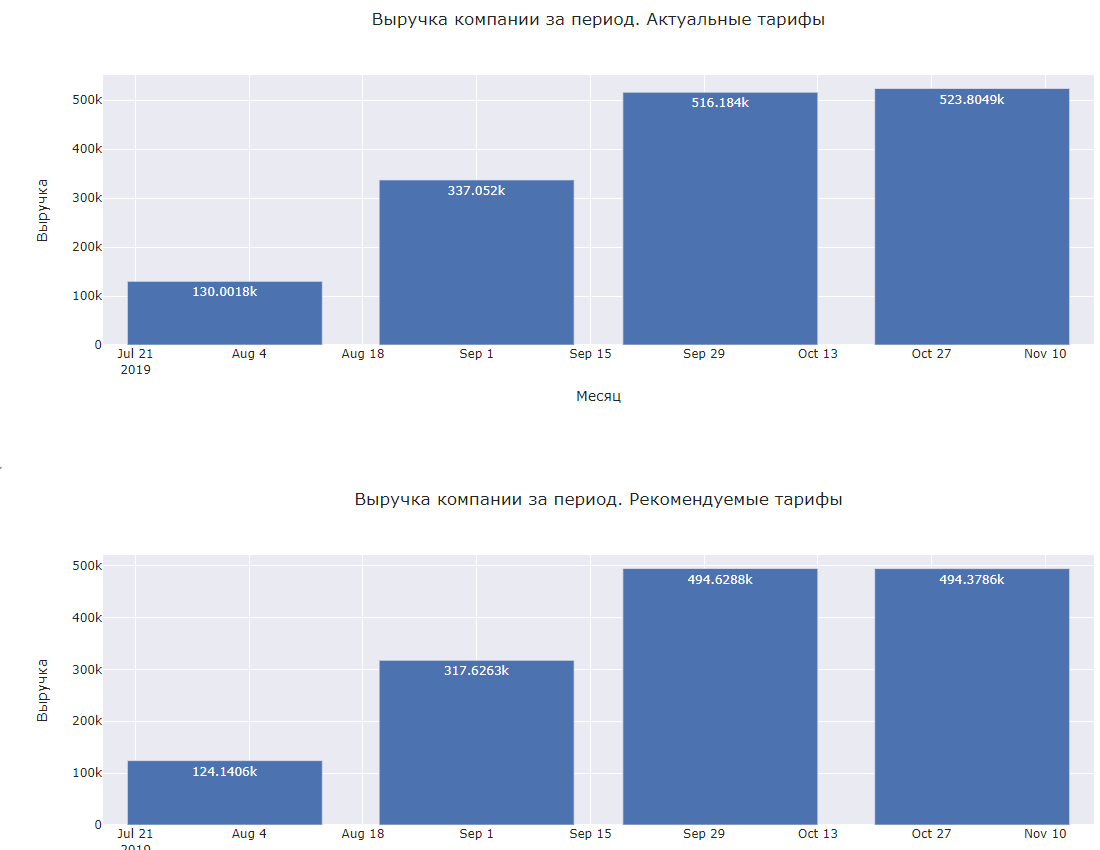 Выручка компании за период. Актуальные тарифы
500k
400k
300k
200k
100k
0
Выручка
130.0018k
337.052k
516.184k
523.8049k
Jul 21 Aug 4 Aug 18 Sep 1 Sep 15 Sep 29 Oct 13 Oct 27 Nov 10
2019
Месяц
Выручка компании за период. Рекомендуемые тарифы
500k
400k
300k
200k
100k
0
Выручка
124.1406k
317.6263k
494.6288k
494.3786k
Jul 21 Aug 4 Aug 18 Sep 1 Sep 15 Sep 29 Oct 13 Oct 27 Nov 10
2019